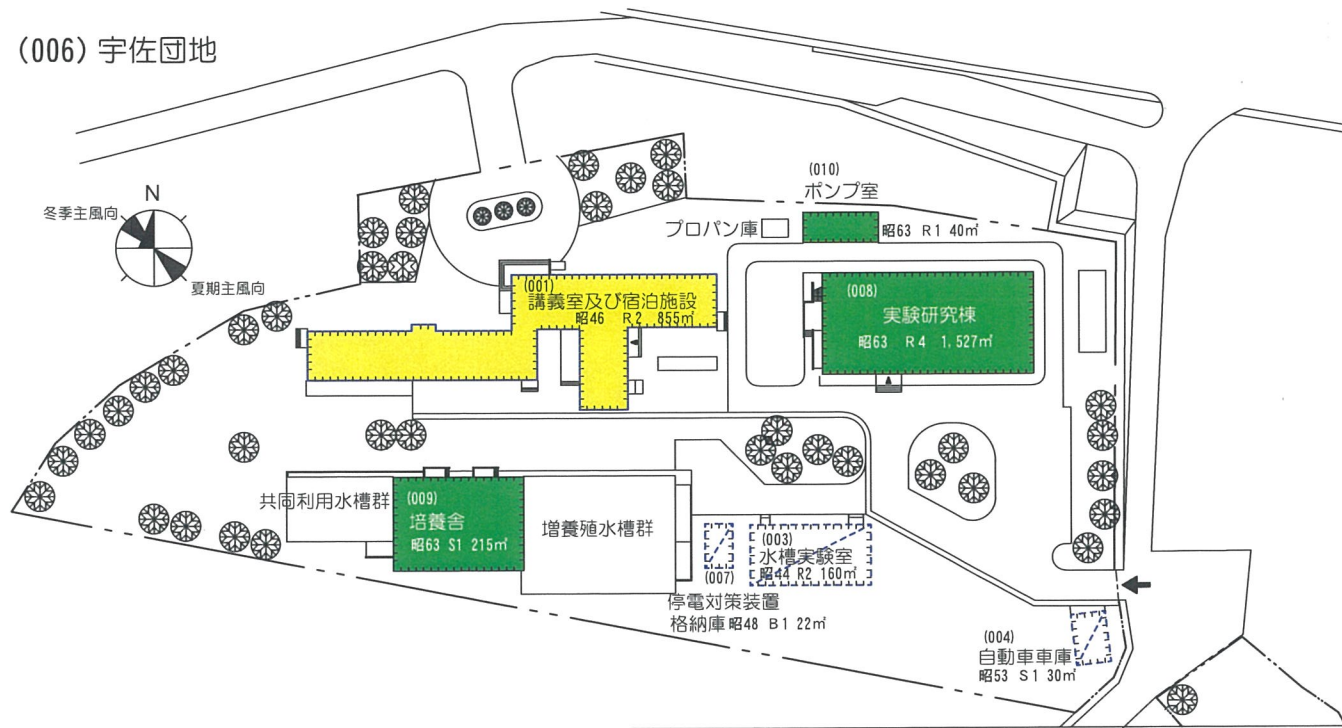 (006) 宇佐団地
N
冬季主風向
夏期主風向
(010)
ポンプ室
プロパン庫
昭63 R1 40㎡
(001)
講義室及び宿泊施設
昭46 R2 855㎡
(008)
実験研究棟
昭63 R4 1,527㎡
共同利用水槽群
(009)
培養舎
昭63 S1 215㎡
増養殖水槽群
(003)
水槽実験室
昭44 R2 160㎡
(007)
停電対策装置
格納庫 昭48 B1 22㎡
(004)
自動車車庫
昭53 S1 30㎡